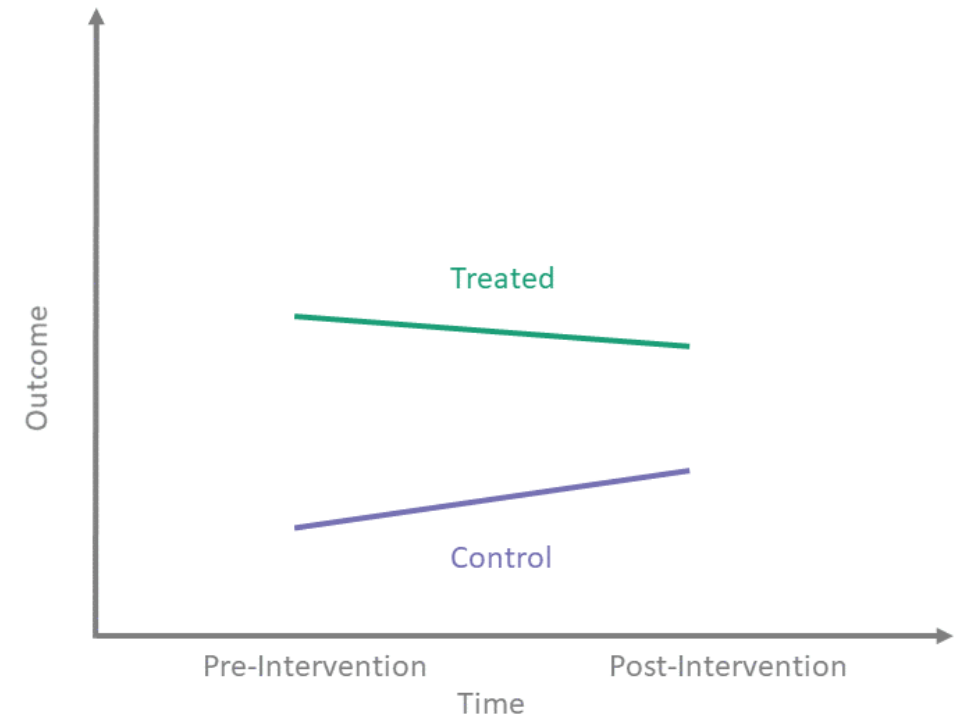 Treated
Outcome
Control
Pre-Intervention Post-Intervention
Time